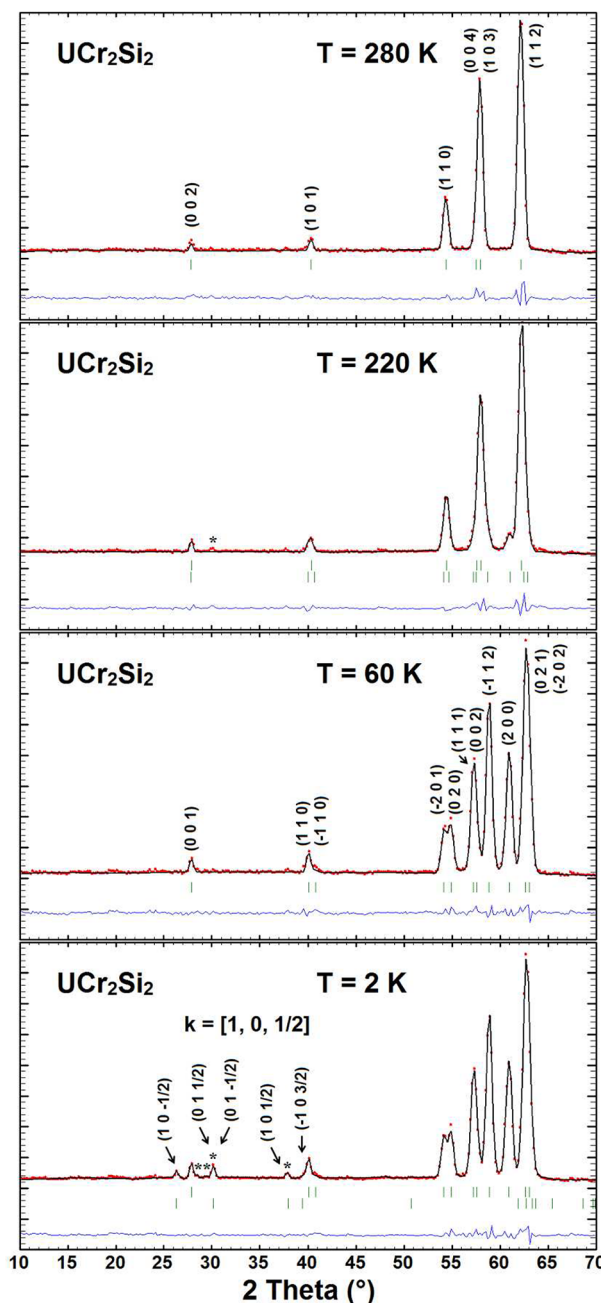 UCr2Si2
T = 280 K
(0 0 2)
(1 0 1)
(1 1 0)
(0 0 4)
(1 0 3)
(1 1 2)
UCr2Si2
T = 220 K
*
UCr2Si2
T = 60 K
(0 0 1)
(1 1 0)
(-1 1 0)
(-2 0 1)
(0 2 0)
(1 1 1)
(0 0 2)
(-1 1 2)
(2 0 0)
(0 2 1)
(-2 0 2)
UCr2Si2
T = 2 K
k = [1, 0, 1/2]
(1 0 -1/2)
(0 1 1/2)
(0 1 -1/2)
(1 0 1/2)
(-1 0 3/2)
**
*
*
10 15 20 25 30 35 40 45 50 55 60 65 70
2 Theta (°)